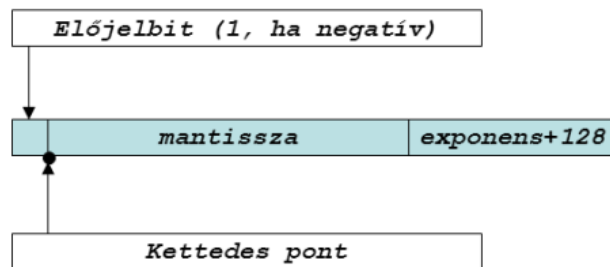 Előjelbit (1, ha negatív)
mantissza exponens+128
Kettedes pont